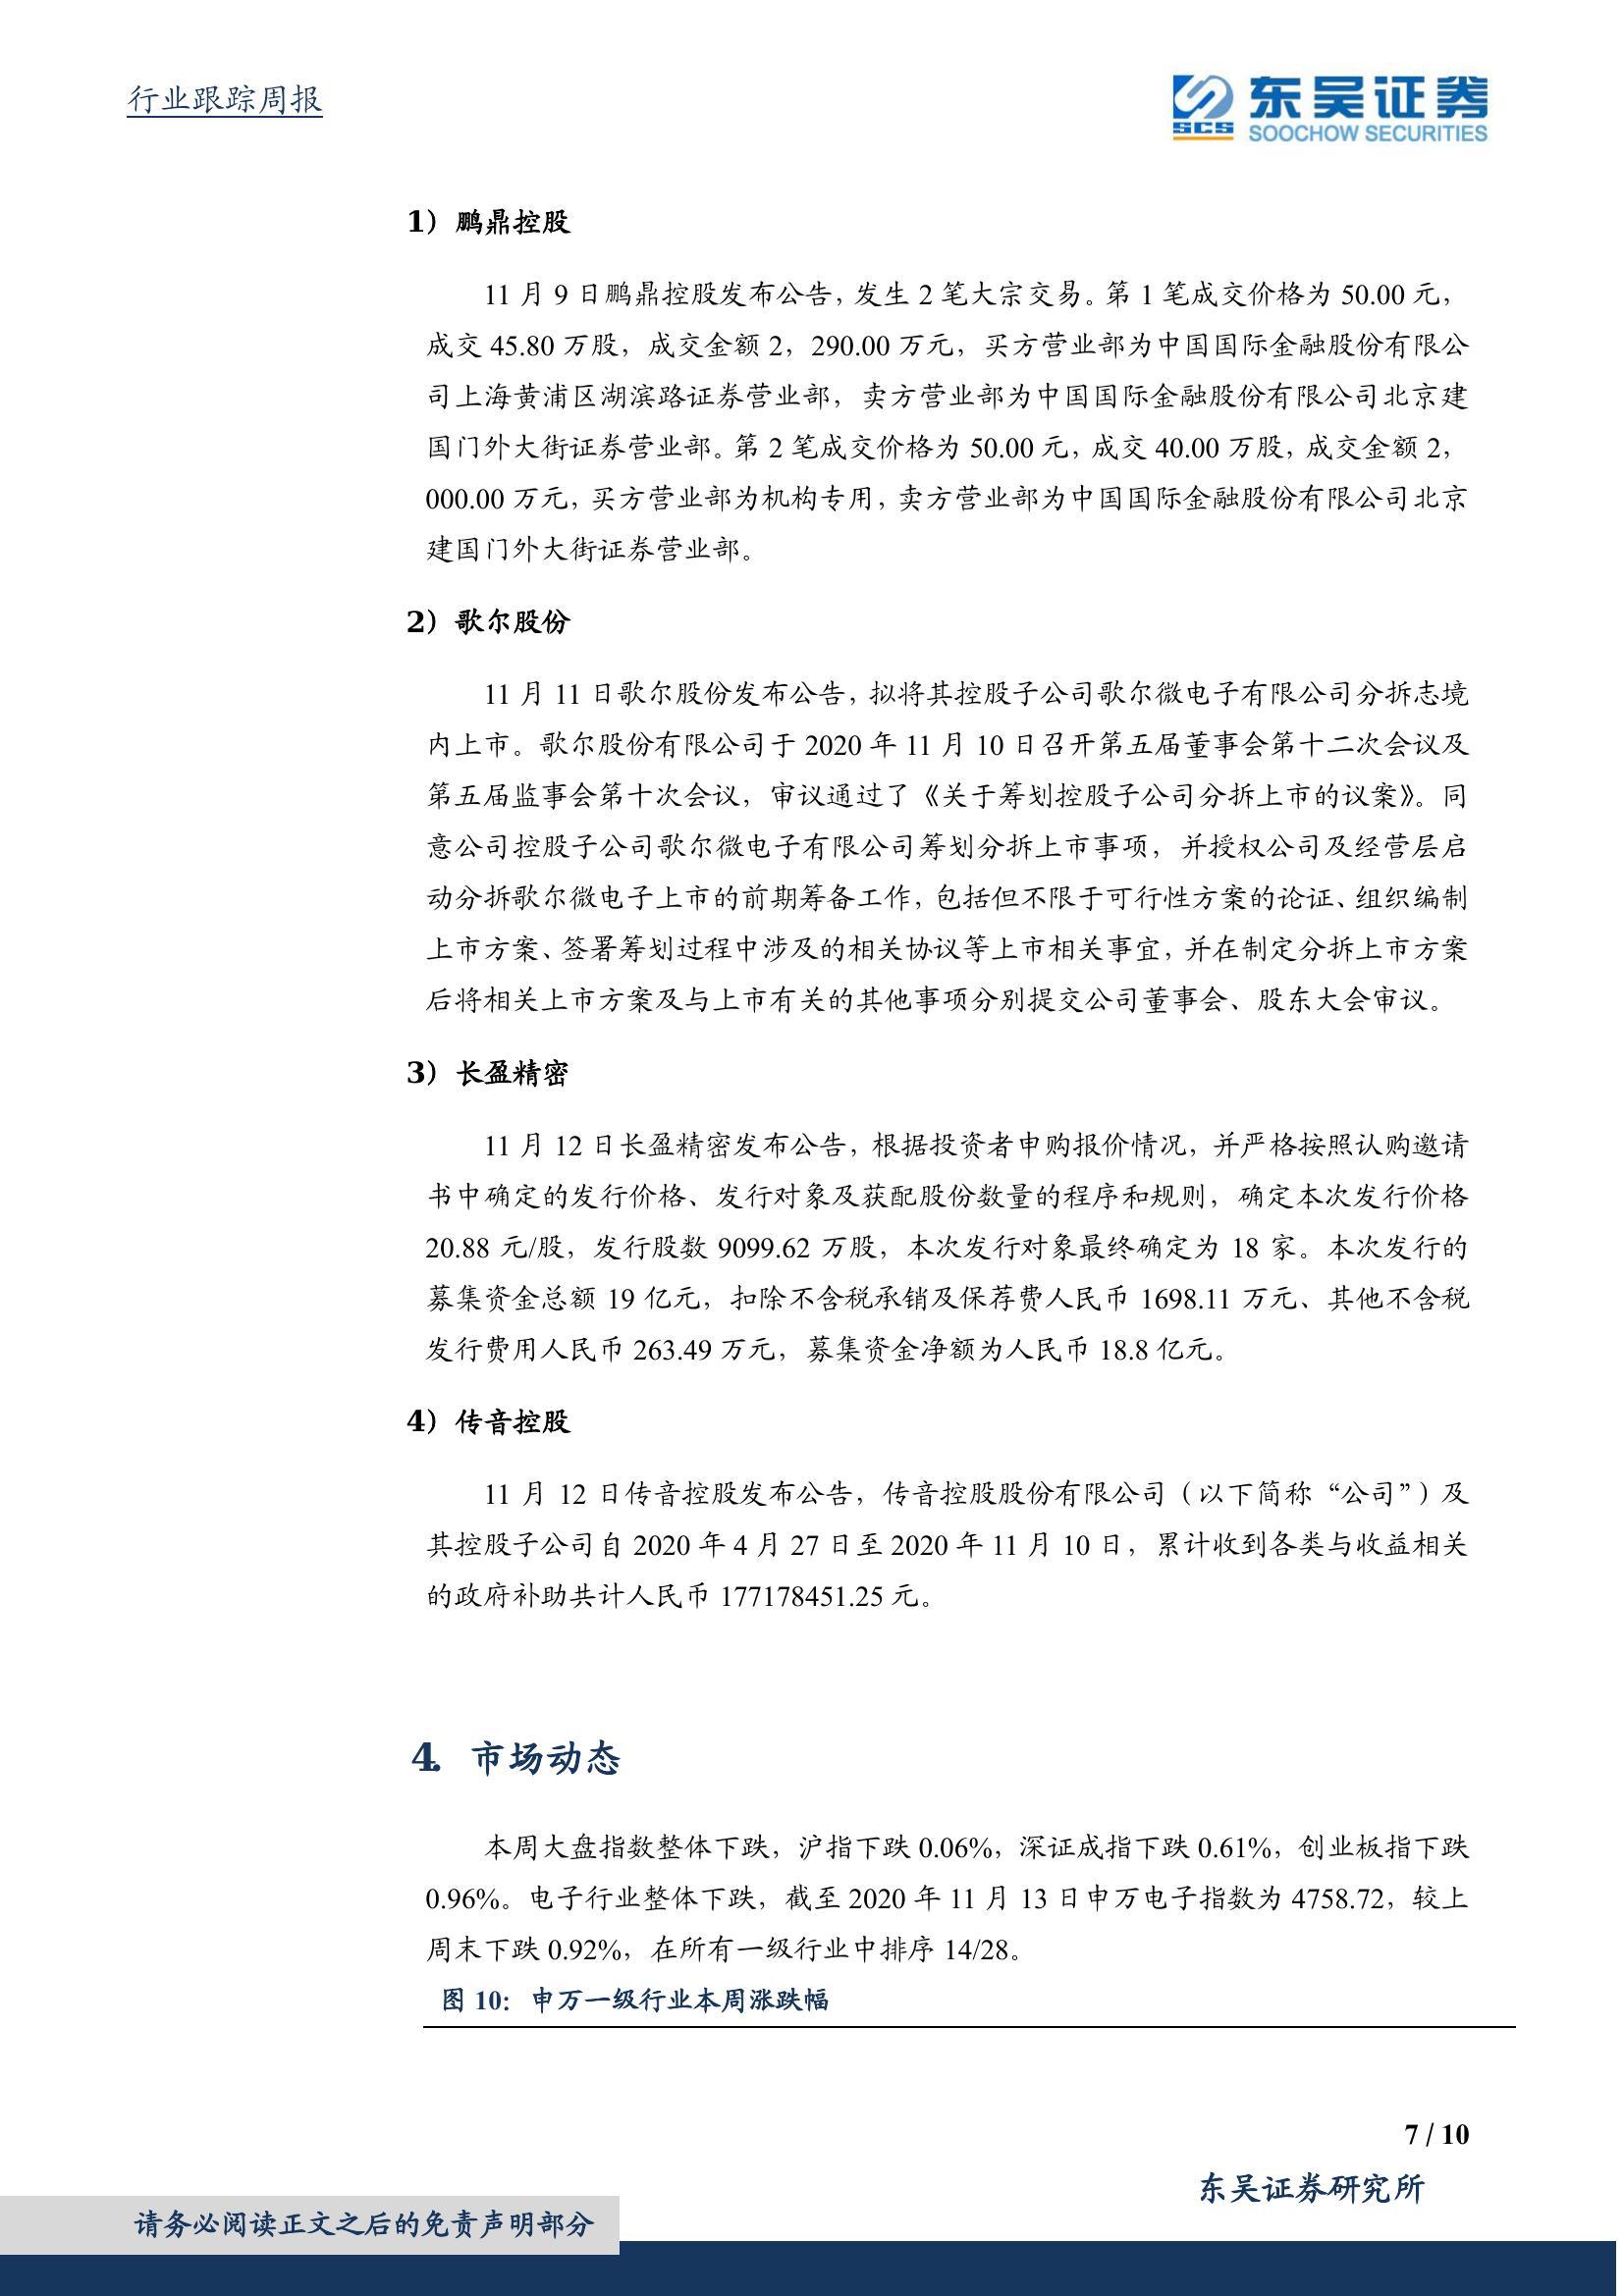 行业跟踪周报
SCS
东吴证券
SOOCHOW SECURITIES
1）鹏鼎控股
11 月 9 日鹏鼎控股发布公告，发生 2 笔大宗交易。第 1 笔成交价格为 50.00 元，
成交 45.80 万股，成交金额 2，290.00 万元，买方营业部为中国国际金融股份有限公
司上海黄浦区湖滨路证券营业部，卖方营业部为中国国际金融股份有限公司北京建
国门外大街证券营业部。第 2 笔成交价格为 50.00 元，成交 40.00 万股，成交金额 2，
000.00 万元，买方营业部为机构专用，卖方营业部为中国国际金融股份有限公司北京
建国门外大街证券营业部。
2）歌尔股份
11 月 11 日歌尔股份发布公告，拟将其控股子公司歌尔微电子有限公司分拆志境
内上市。歌尔股份有限公司于 2020 年 11 月 10 日召开第五届董事会第十二次会议及
第五届监事会第十次会议，审议通过了《关于筹划控股子公司分拆上市的议案》。同
意公司控股子公司歌尔微电子有限公司筹划分拆上市事项，并授权公司及经营层启
动分拆歌尔微电子上市的前期筹备工作，包括但不限于可行性方案的论证、组织编制
上市方案、签署筹划过程中涉及的相关协议等上市相关事宜，并在制定分拆上市方案
后将相关上市方案及与上市有关的其他事项分别提交公司董事会、股东大会审议。
3）长盈精密
11 月 12 日长盈精密发布公告，根据投资者申购报价情况，并严格按照认购邀请
书中确定的发行价格、发行对象及获配股份数量的程序和规则，确定本次发行价格
20.88 元/股，发行股数 9099.62 万股，本次发行对象最终确定为 18 家。本次发行的
募集资金总额 19 亿元，扣除不含税承销及保荐费人民币 1698.11 万元、其他不含税
发行费用人民币 263.49 万元，募集资金净额为人民币 18.8 亿元。
4）传音控股
11 月 12 日传音控股发布公告，传音控股股份有限公司（以下简称“公司”）及
其控股子公司自 2020 年 4 月 27 日至 2020 年 11 月 10 日，累计收到各类与收益相关
的政府补助共计人民币 177178451.25 元。
4. 市场动态
本周大盘指数整体下跌，沪指下跌 0.06%，深证成指下跌 0.61%，创业板指下跌
0.96%。电子行业整体下跌，截至 2020 年 11 月 13 日申万电子指数为 4758.72，较上
周末下跌 0.92%，在所有一级行业中排序 14/28。
图 10：申万一级行业本周涨跌幅
7 / 10
东吴证券研究所
请务必阅读正文之后的免责声明部分